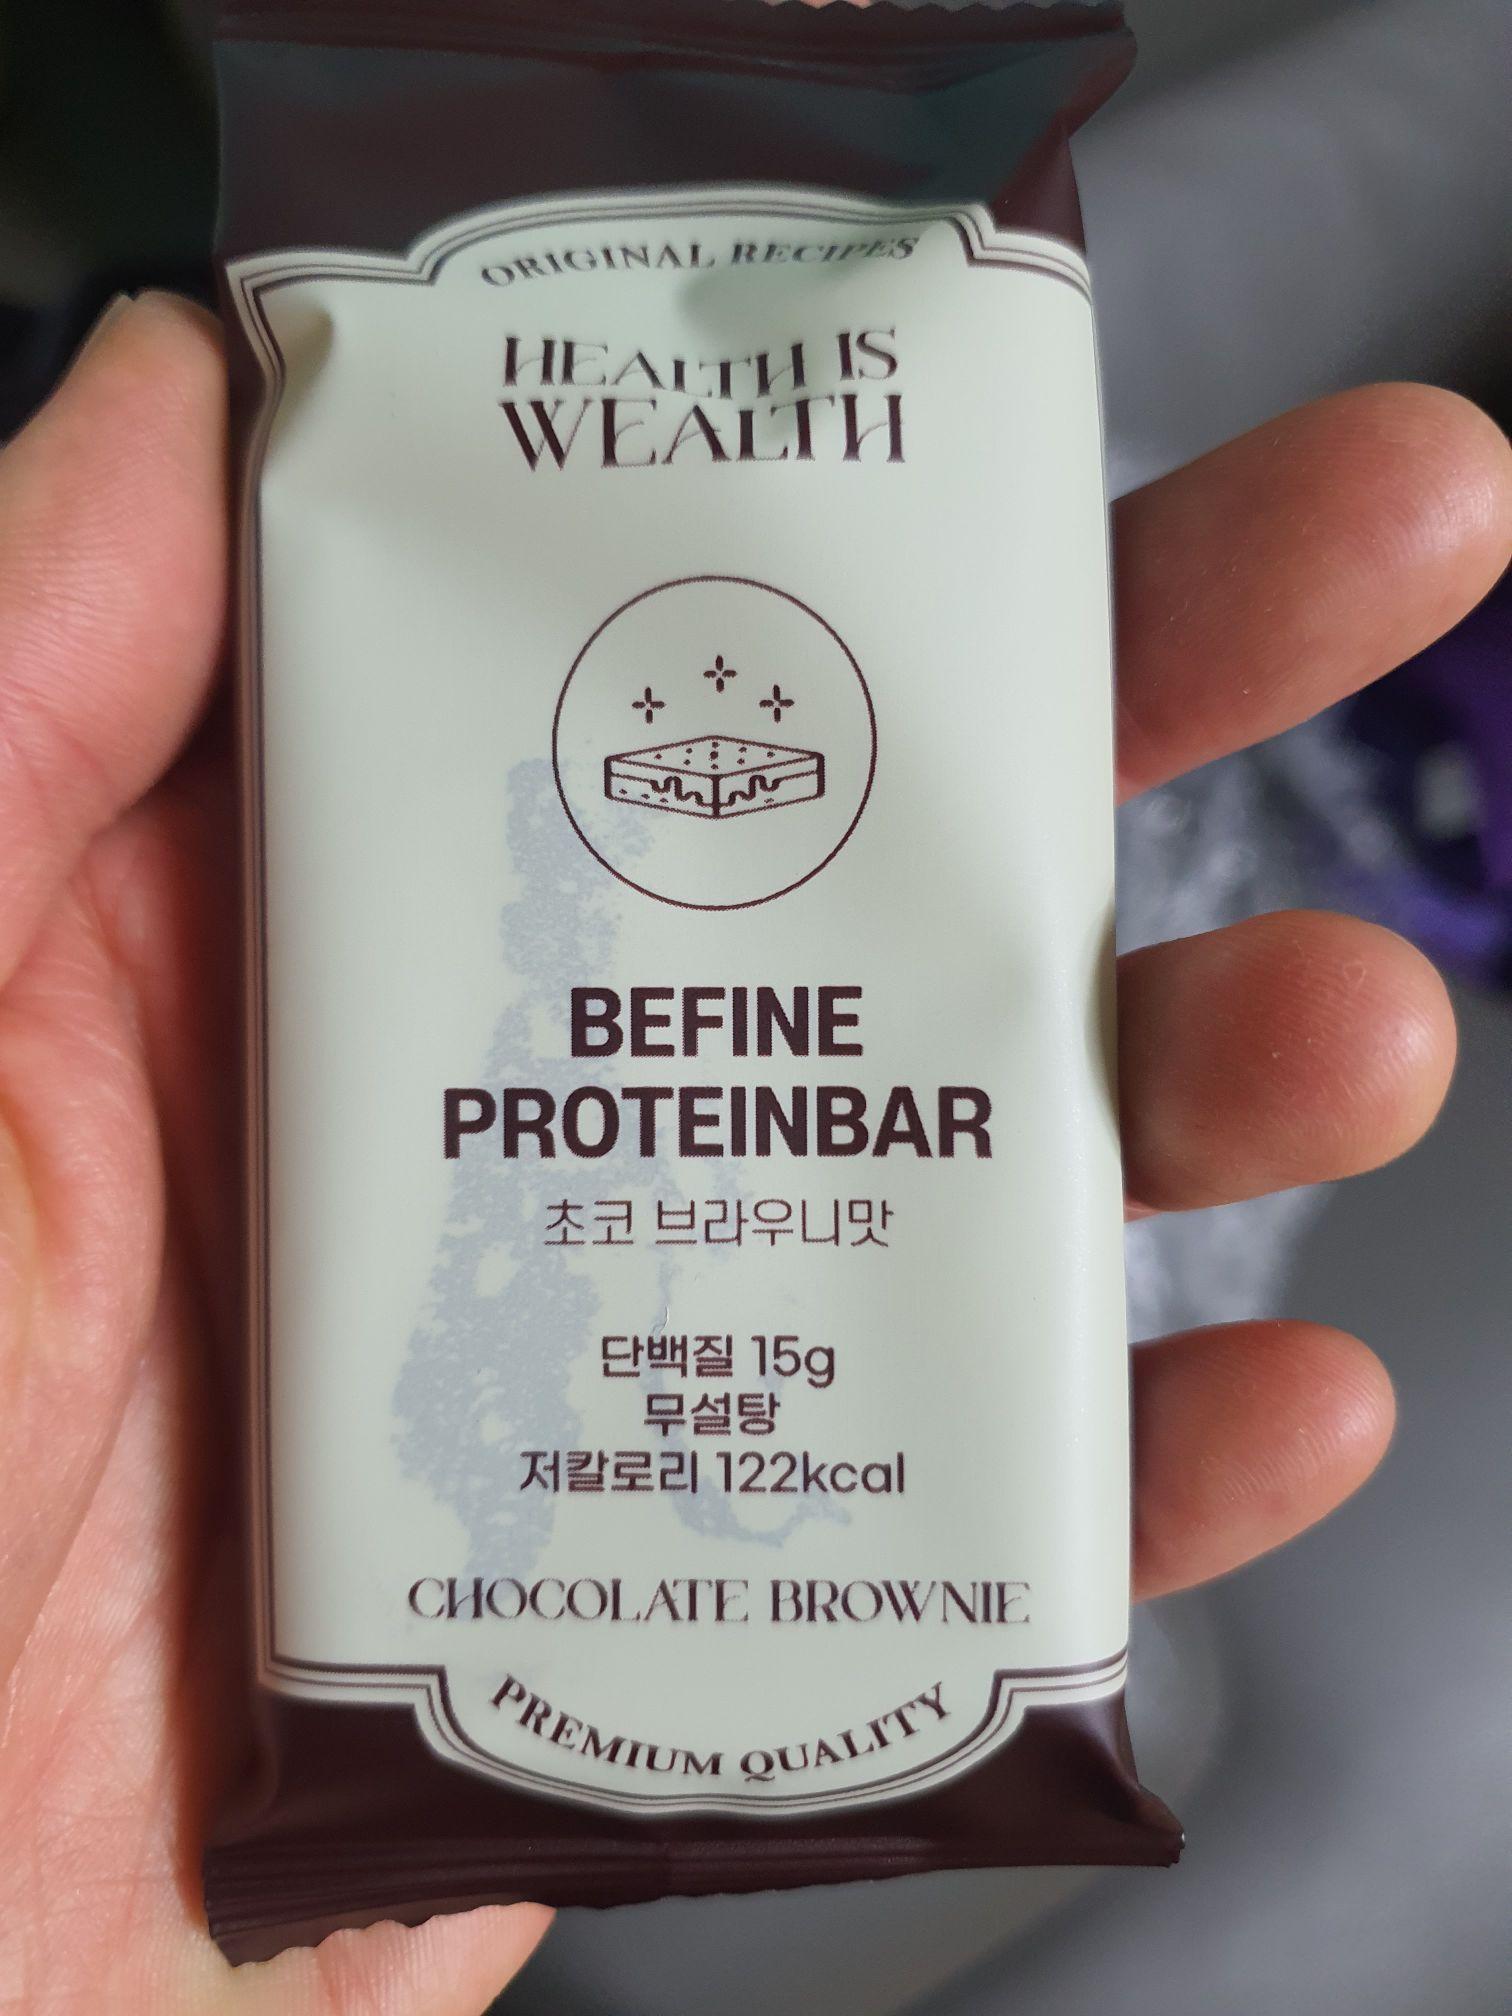 ORIGINAL RECIPES
HEALTH IS
WEALTH
BEFINE
PROTEINBAR
초코 브라우니맛
단백질 15g
무설탕
저칼로리 122kcal
CHOCOLATE BROWNIE
PREMIUM QUALITY